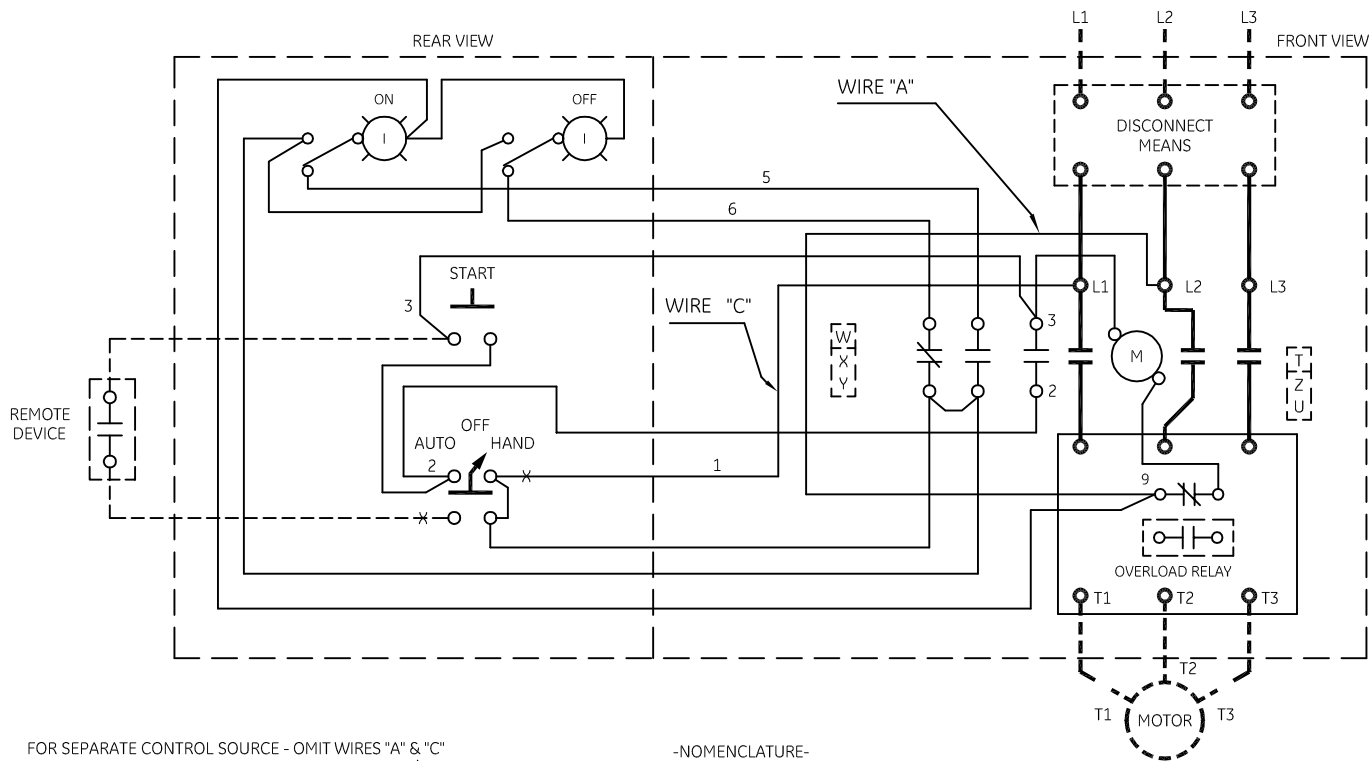 L1 L2 L3
REAR VIEW
FRONT VIEW
WIRE "A"
ON
OFF
I
I
DISCONNECT
MEANS
5
6
START
3
WIRE "C"
L1
L2
L3
3
W
X
Y
M
T
Z
U
2
REMOTE
DEVICE
OFF
AUTO
HAND
2
X
1
9
X
OVERLOAD RELAY
T1
T2
T3
T2
T1
MOTOR
T3
FOR SEPARATE CONTROL SOURCE - OMIT WIRES "A" & "C"
-NOMENCLATURE-